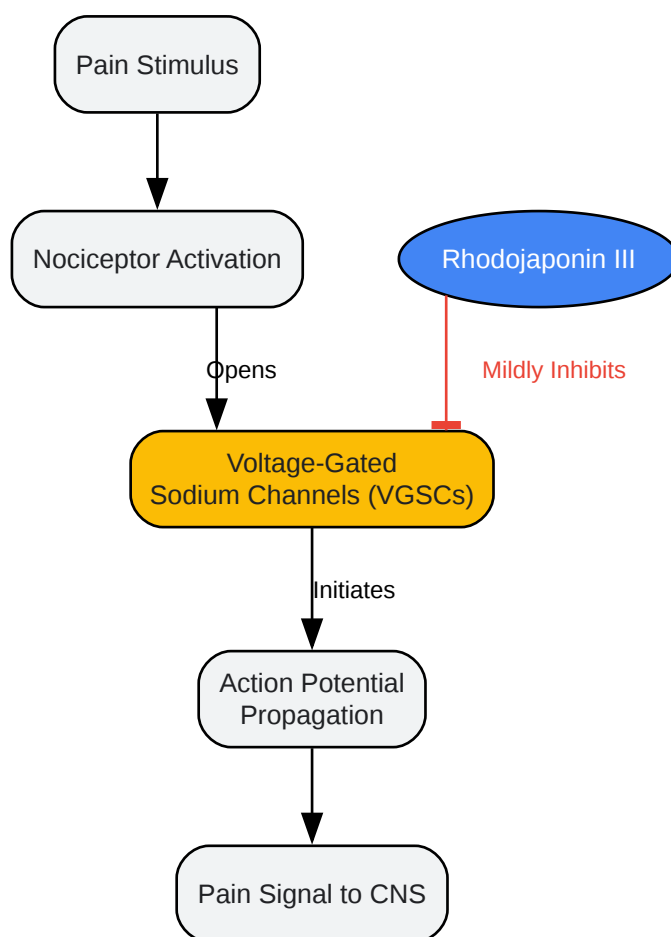 Pain Stimulus
Nociceptor Activation
Rhodojaponin III
Opens
Mildly Inhibits
Voltage-Gated
Sodium Channels (VGSCs)
Initiates
Action Potential
Propagation
Pain Signal to CNS